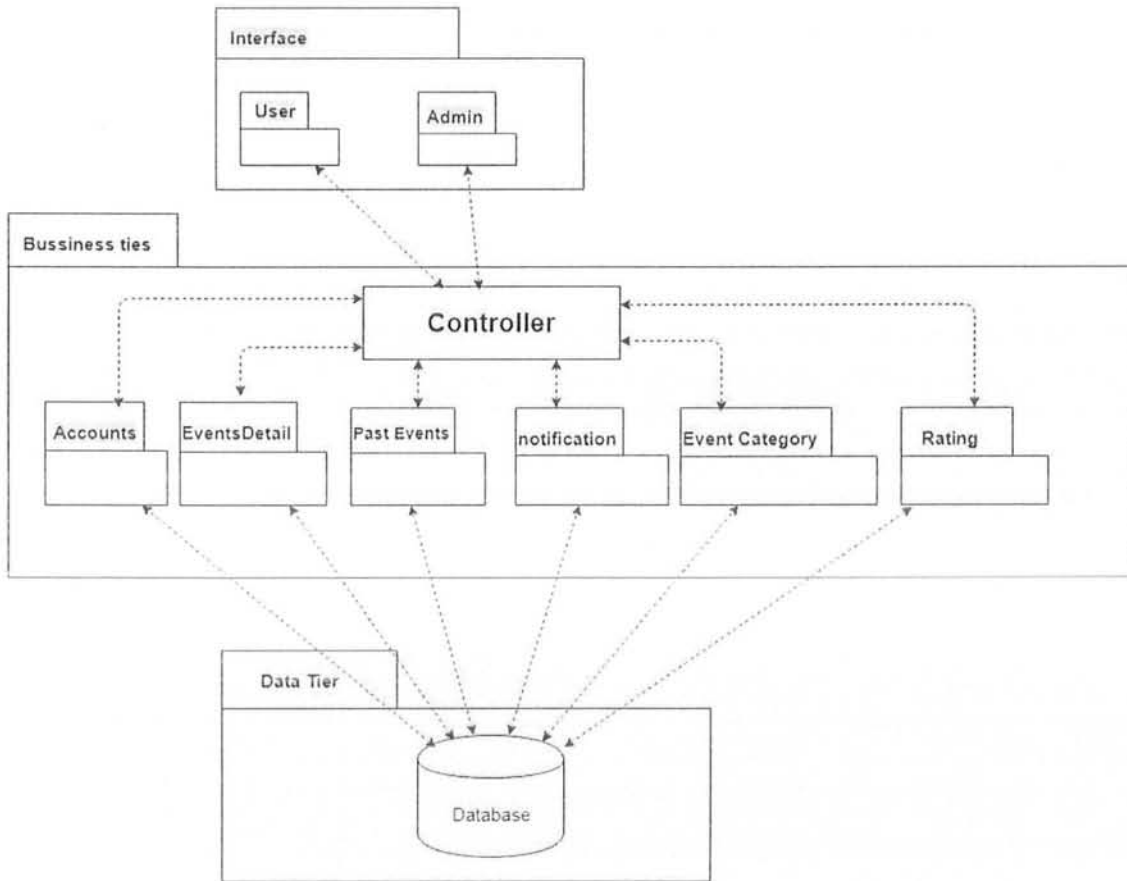 Interface
User
Admin
Bussiness ties
Controller
Accounts
EventsDetail
Past Events
notification
Event Category
Rating
Data Tier
Database